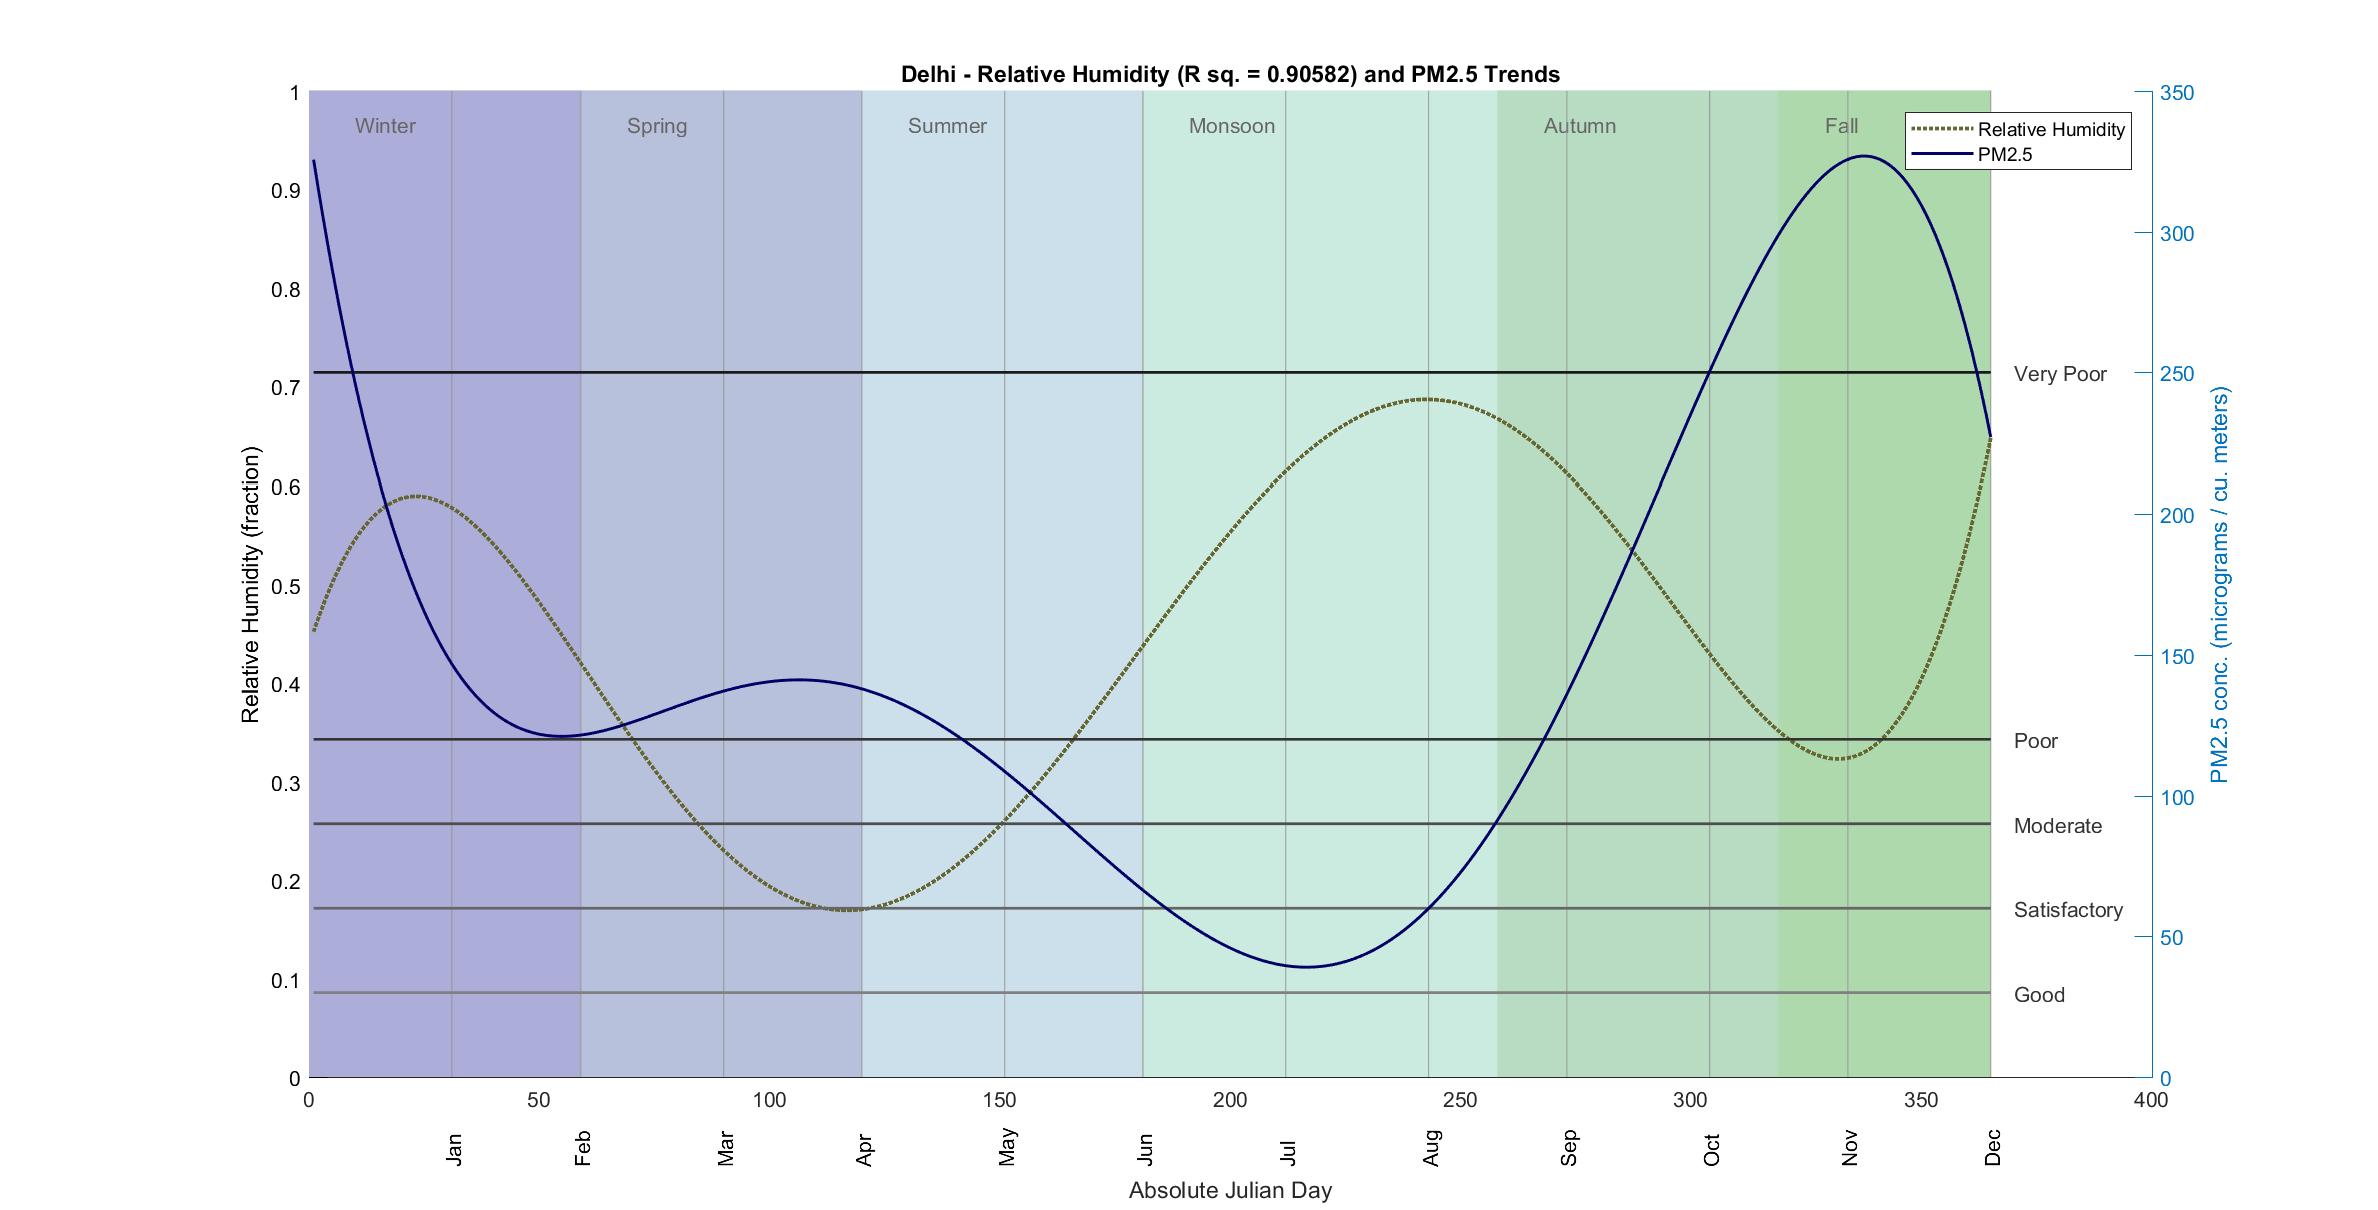 Delhi - Relative Humidity (R sq. = 0.90582) and PM2.5 Trends
Winter
Spring
Summer
Monsoon
Autumn
Fall
Relative Humidity
PM2.5
Relative Humidity (fraction)
1
0.9
0.8
0.7
0.6
0.5
0.4
0.3
0.2
0.1
0
Very Poor
Poor
Moderate
Satisfactory
Good
350
300
250
200
150
100
50
0
PM2.5 conc. (micrograms / cu. meters)
0 50 100 150 200 250 300 350 400
Jan Feb Mar Apr May Jun Jul Aug Sep Oct Nov Dec
Absolute Julian Day